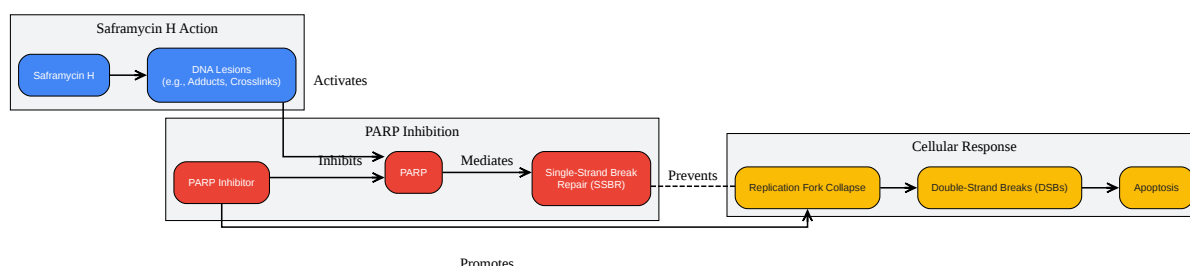 Saframycin H Action
Saframycin H
DNA Lesions
(e.g., Adducts, Crosslinks)
Activates
PARP Inhibition
PARP Inhibitor
Inhibits
PARP
Mediates
Single-Strand Break
Repair (SSBR)
Prevents
Cellular Response
Replication Fork Collapse
Double-Strand Breaks (DSBs)
Apoptosis
Promotes